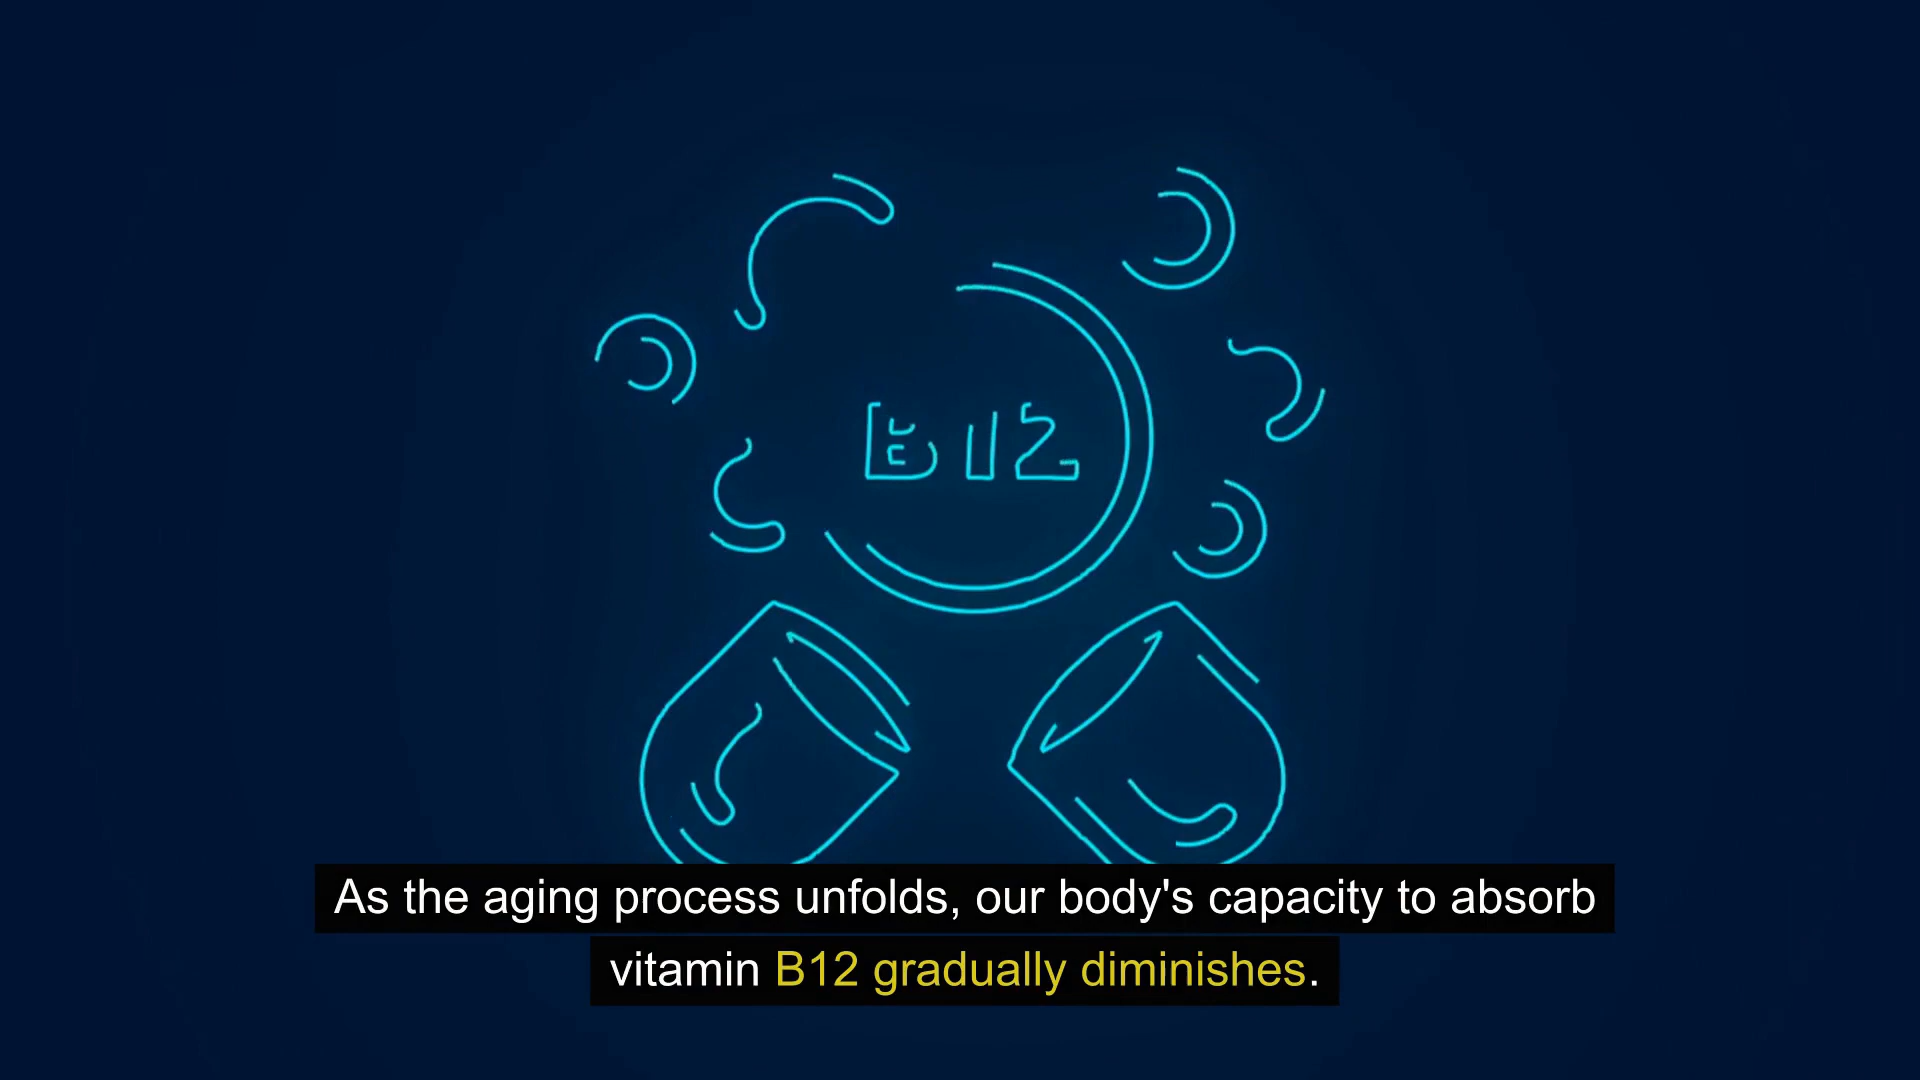 B12
As the aging process unfolds, our body's capacity to absorb
vitamin B12 gradually diminishes.